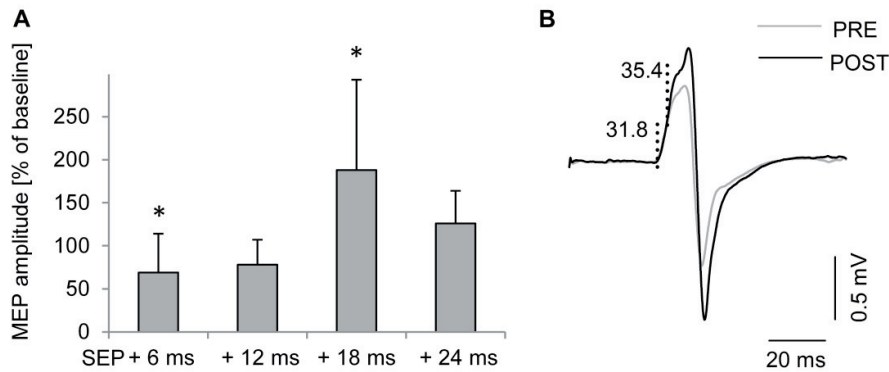 A
MEP amplitude [% of baseline]
250
200
150
100
50
0
*
*
SEP + 6 ms + 12 ms + 18 ms + 24 ms
B
PRE
POST
35.4
31.8
0.5 mV
20 ms